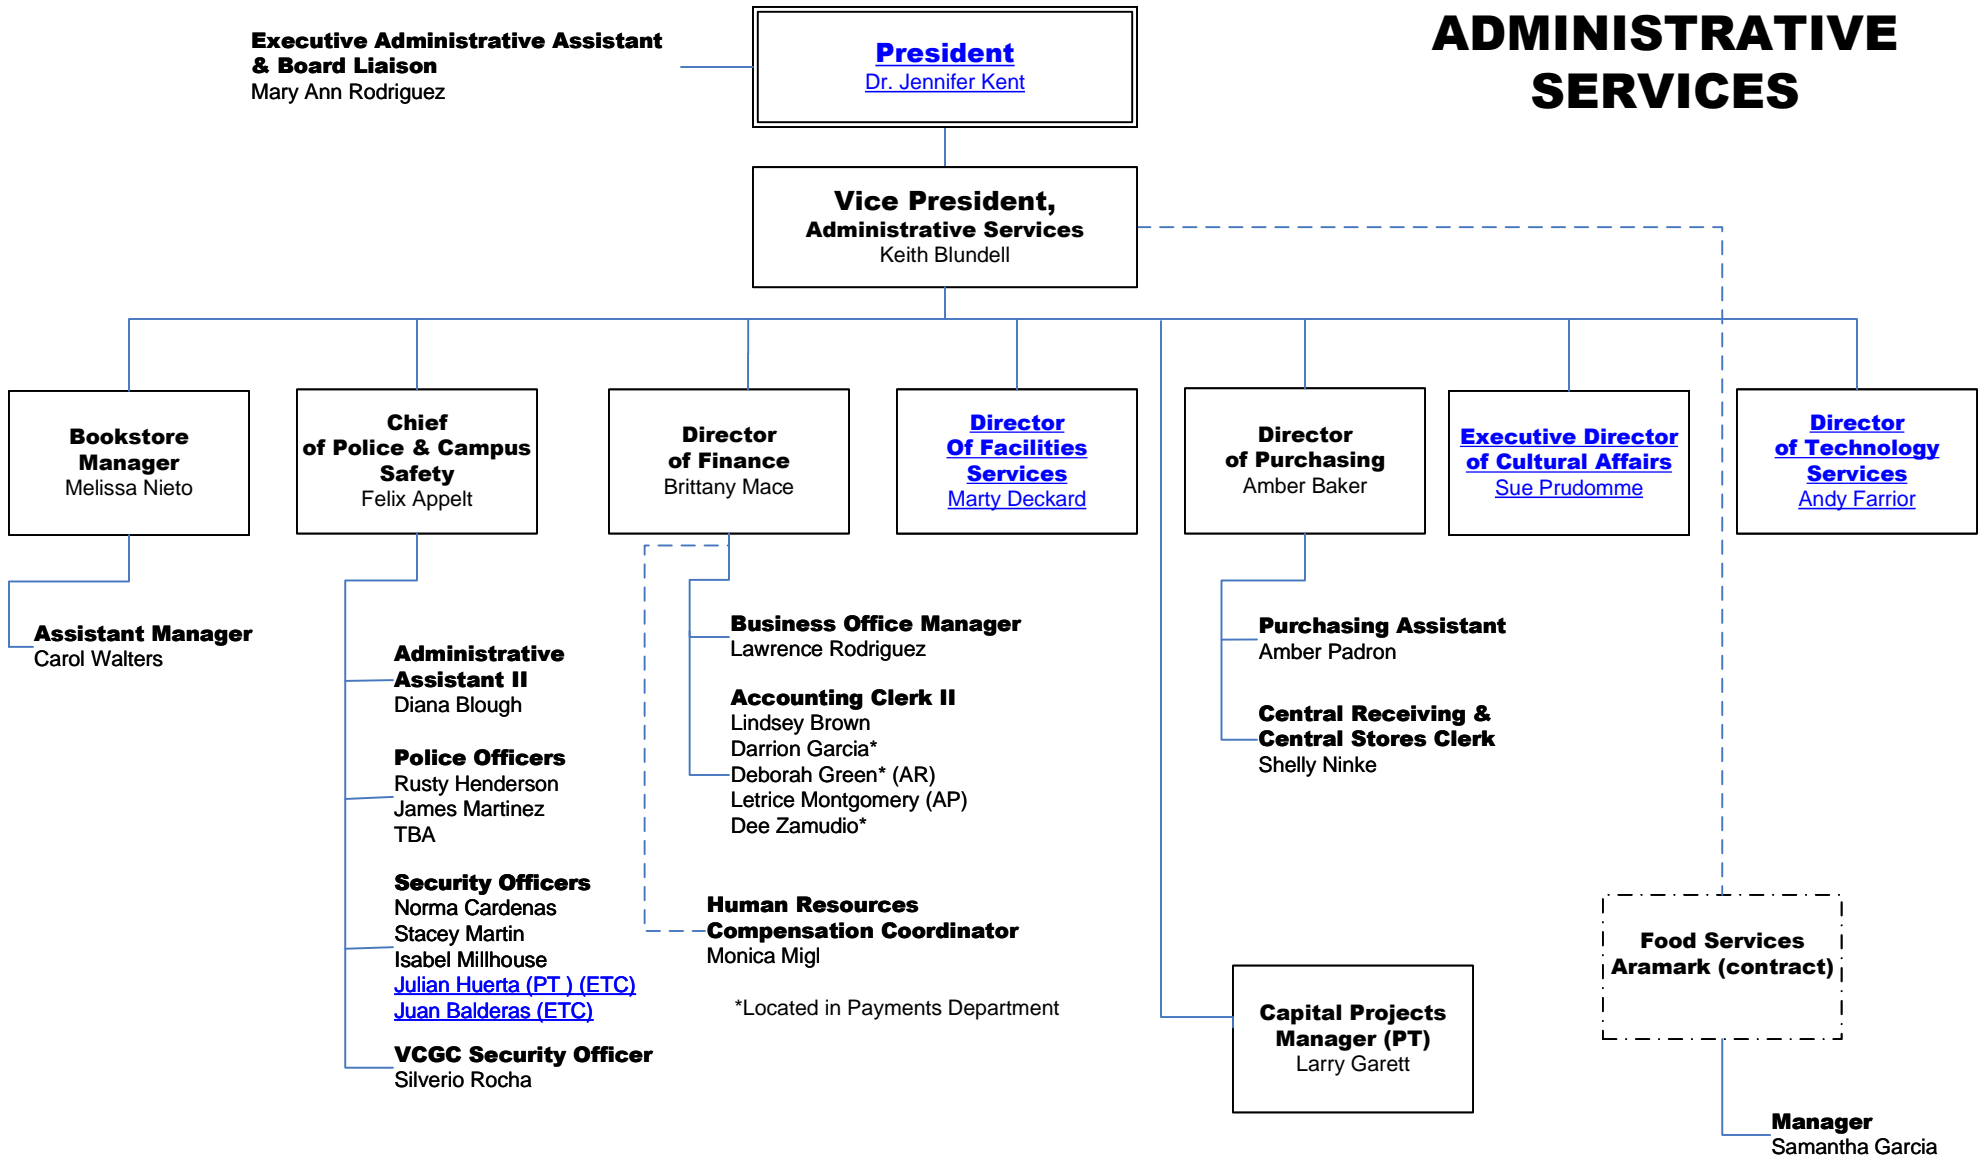 ADMINISTRATIVE
SERVICES
Executive Administrative Assistant
& Board Liaison
Mary Ann Rodriguez
President
Dr. Jennifer Kent
Vice President,
Administrative Services
Keith Blundell
Bookstore
Manager
Melissa Nieto
Chief
of Police & Campus
Safety
Felix Appelt
Director
of Finance
Brittany Mace
Director
Of Facilities
Services
Marty Deckard
Director
of Purchasing
Amber Baker
Executive Director
of Cultural Affairs
Sue Prudomme
Director
of Technology
Services
Andy Farrior
Assistant Manager
Carol Walters
Administrative
Assistant II
Diana Blough
Police Officers
Rusty Henderson
James Martinez
TBA
Security Officers
Norma Cardenas
Stacey Martin
Isabel Millhouse
Julian Huerta (PT ) (ETC)
Juan Balderas (ETC)
VCGC Security Officer
Silverio Rocha
Business Office Manager
Lawrence Rodriguez
Accounting Clerk II
Lindsey Brown
Darrion Garcia*
Deborah Green* (AR)
Letrice Montgomery (AP)
Dee Zamudio*
Human Resources
Compensation Coordinator
Monica Migl
*Located in Payments Department
Purchasing Assistant
Amber Padron
Central Receiving &
Central Stores Clerk
Shelly Ninke
Capital Projects
Manager (PT)
Larry Garett
Food Services
Aramark (contract)
Manager
Samantha Garcia